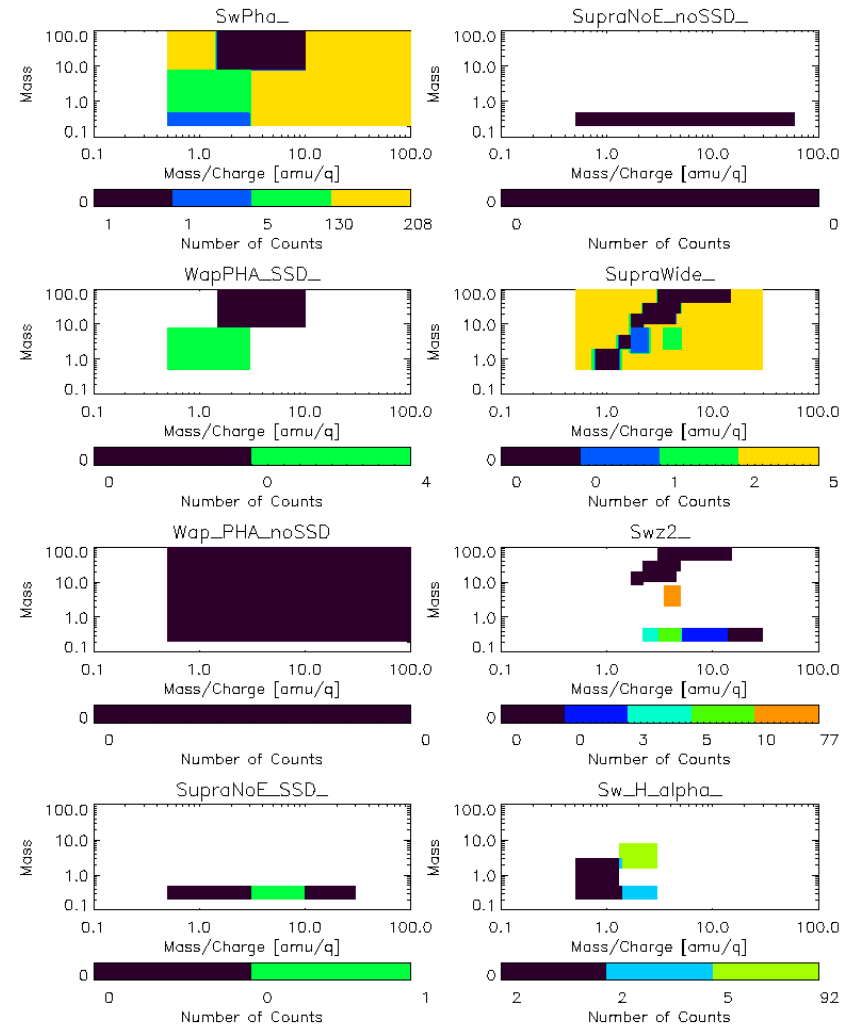 SwPha_
100.0
10.0
1.0
0.1
Mass
0.1 1.0 10.0 100.0
Mass/Charge [amu/q]
0
1 1 5 130 208
Number of Counts
SupraNoE_noSSD_
100.0
10.0
1.0
0.1
Mass
0.1 1.0 10.0 100.0
Mass/Charge [amu/q]
0
0 0
Number of Counts
WapPHA_SSD_
100.0
10.0
1.0
0.1
Mass
0.1 1.0 10.0 100.0
Mass/Charge [amu/q]
0
0 0 4
Number of Counts
SupraWide_
100.0
10.0
1.0
0.1
Mass
0.1 1.0 10.0 100.0
Mass/Charge [amu/q]
0
0 0 1 2 5
Number of Counts
Wap_PHA_noSSD
100.0
10.0
1.0
0.1
Mass
0.1 1.0 10.0 100.0
Mass/Charge [amu/q]
0
0 0
Number of Counts
Swz2_
100.0
10.0
1.0
0.1
Mass
0.1 1.0 10.0 100.0
Mass/Charge [amu/q]
0
0 0 3 5 10 77
Number of Counts
SupraNoE_SSD_
100.0
10.0
1.0
0.1
Mass
0.1 1.0 10.0 100.0
Mass/Charge [amu/q]
0
0 0 1
Number of Counts
Sw_H_alpha_
100.0
10.0
1.0
0.1
Mass
0.1 1.0 10.0 100.0
Mass/Charge [amu/q]
0
2 2 5 92
Number of Counts